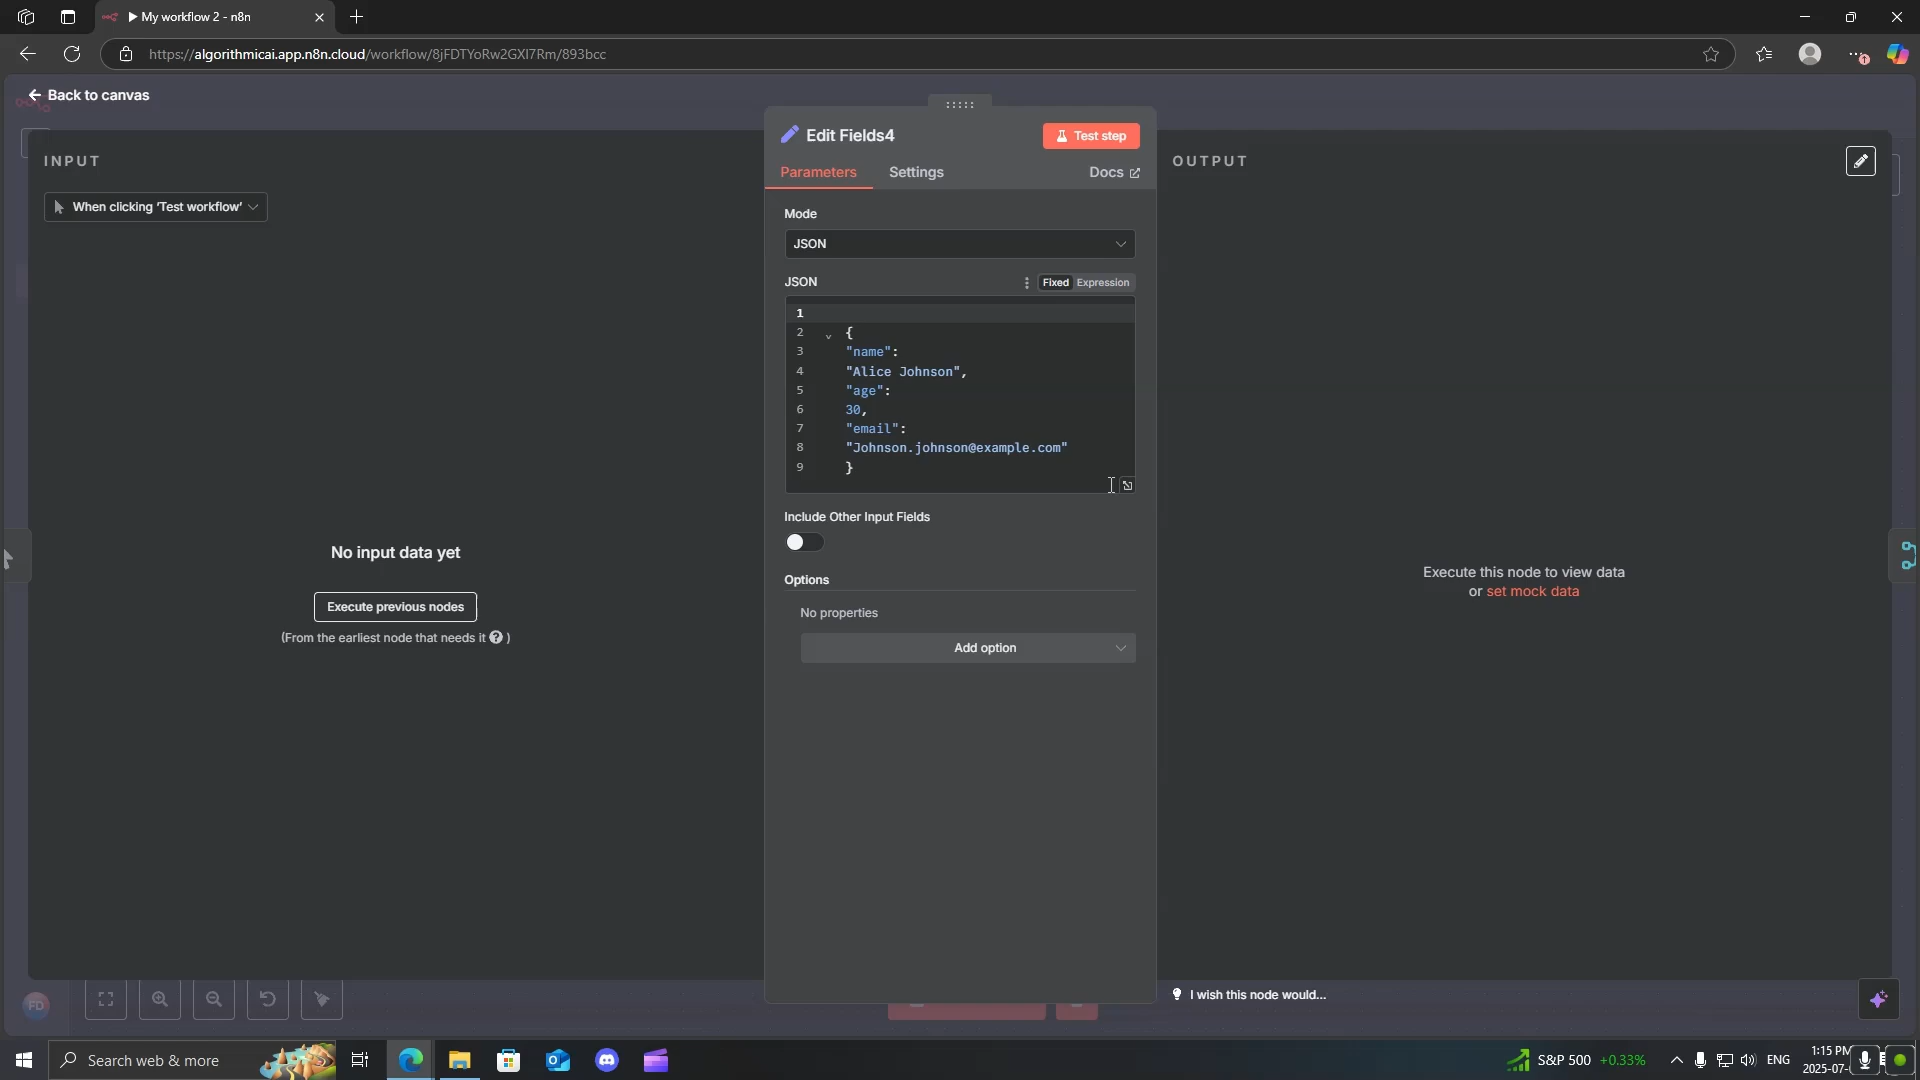 My workflow 2 - n8n
https://algorithmicai.app.n8n.cloud/workflow/8jFDTYoRw2GXI7Rm/893bcc
Back to canvas
INPUT
When clicking 'Test workflow'
No input data yet
Execute previous nodes
(From the earliest node that needs it ? )
Edit Fields4
Test step
Parameters
Settings
Docs
Mode
JSON
JSON
Fixed
Expression
1
2 {
3 "name":
4 "Alice Johnson",
5 "age":
6 30,
7 "email":
8 "Johnson.johnson@example.com"
9 }
Include Other Input Fields
Options
No properties
Add option
OUTPUT
Execute this node to view data
or set mock data
I wish this node would...
FD
Search web & more
S&P 500 +0.33%
ENG
1:15 PM
2025-07-